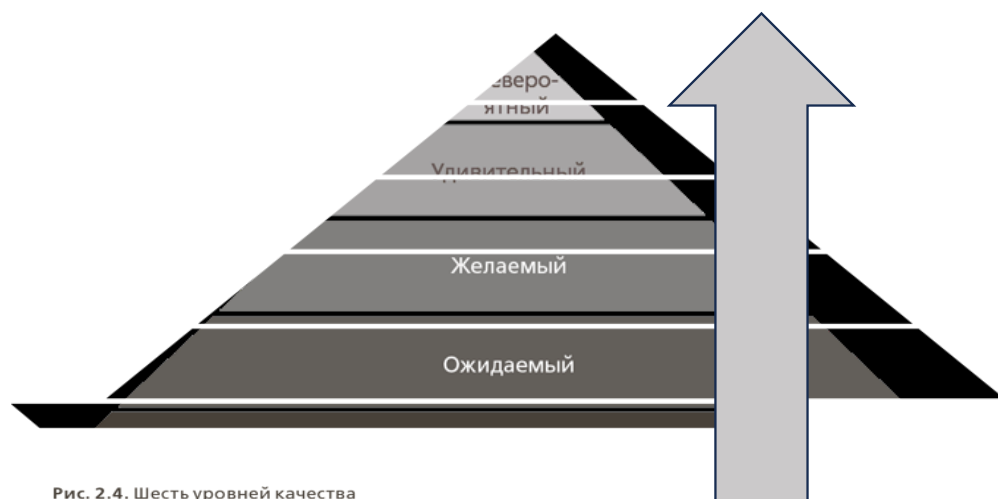 еверо-
ятный
Удивительный
Желаемый
Ожидаемый
Рис. 2.4. Шесть уровней качества